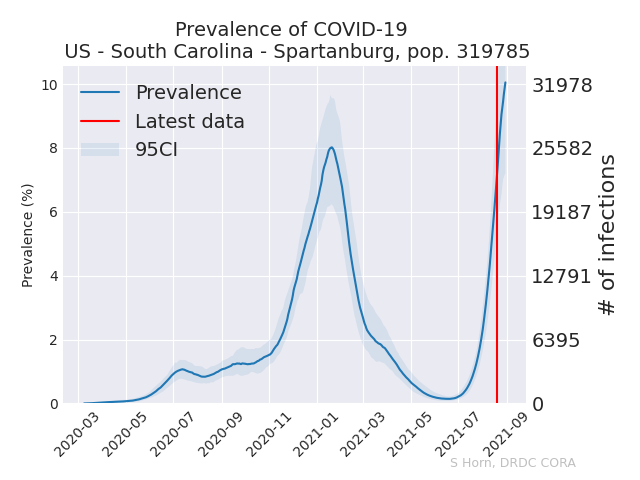 Prevalence of COVID-19
US - South Carolina - Spartanburg, pop. 319785
Prevalence
Latest data
95CI
Prevalence (%)
10
8
6
4
2
0
31978
25582
19187
12791
6395
0
# of infections
2020-03
2020-05
2020-07
2020-09
2020-11
2021-01
2021-03
2021-05
2021-07
2021-09
S Horn, DRDC CORA